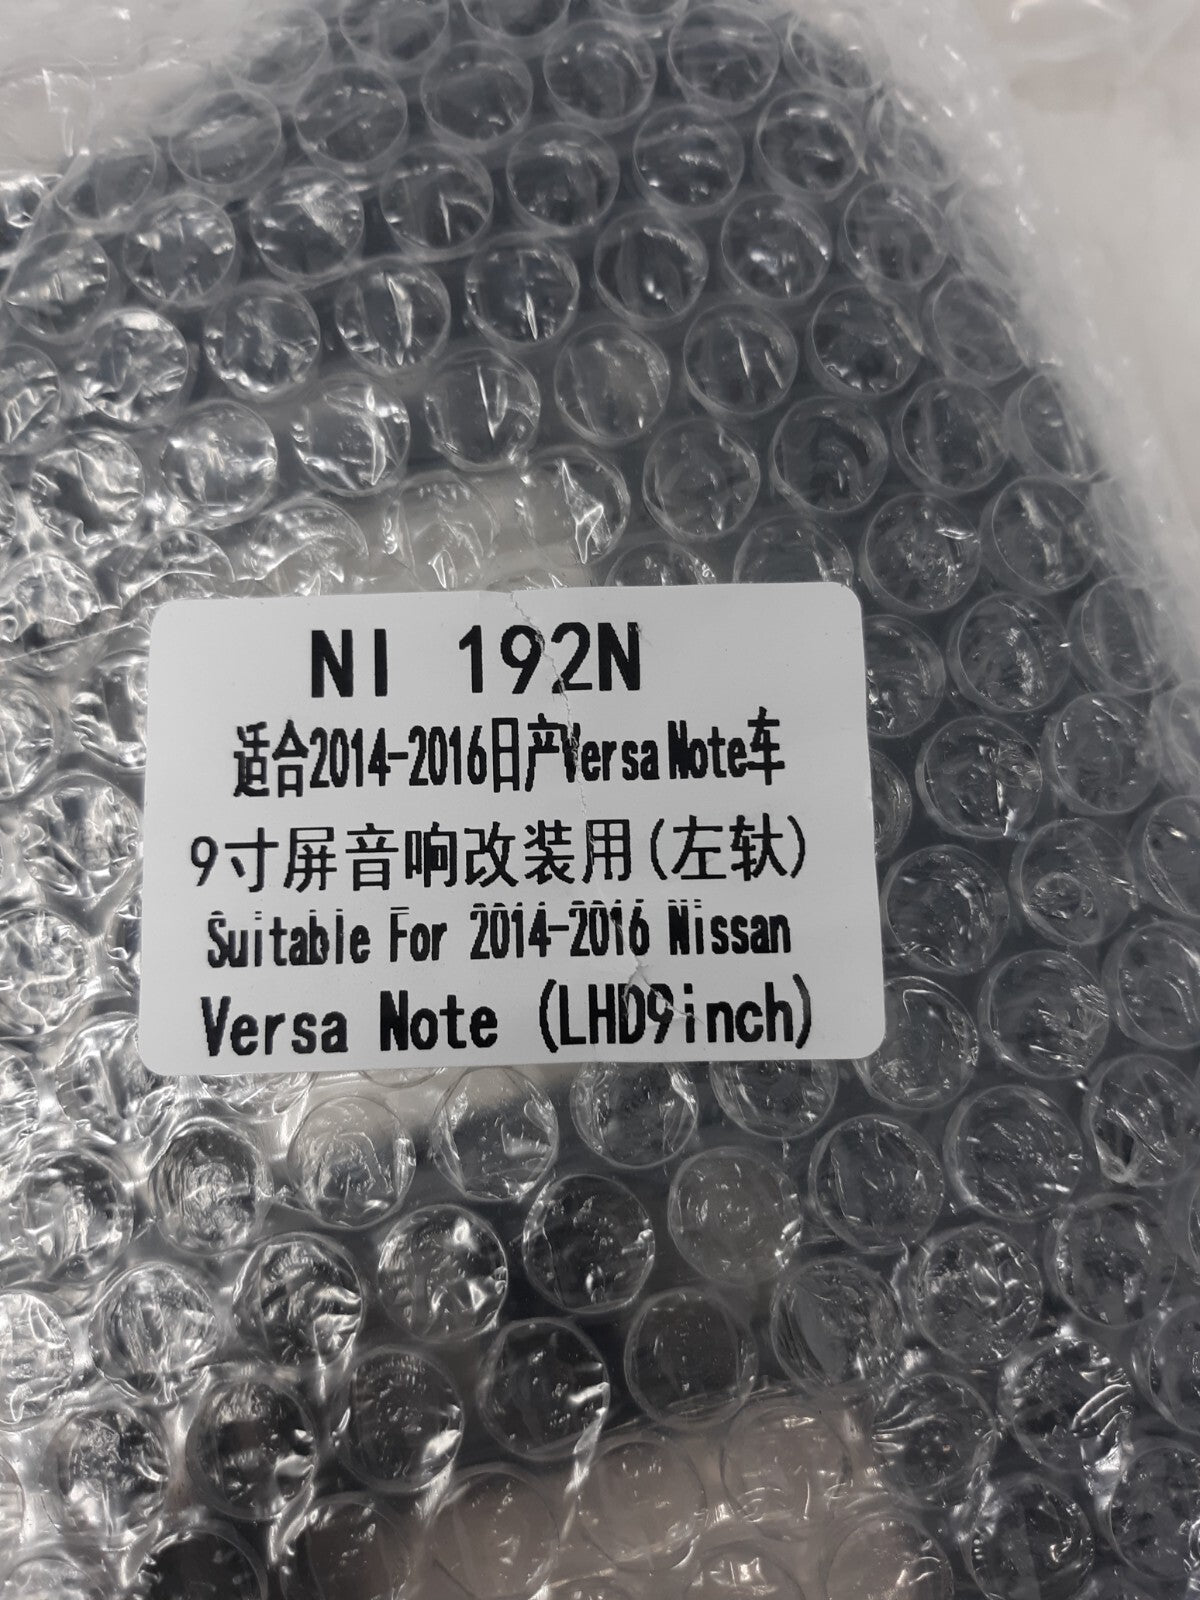 NI 192N
适合2014-2016日产Versa Note车
9寸屏音响改装用(左轪)
Suitable For 2014-2016 Nissan
Versa Note (LHD9inch)